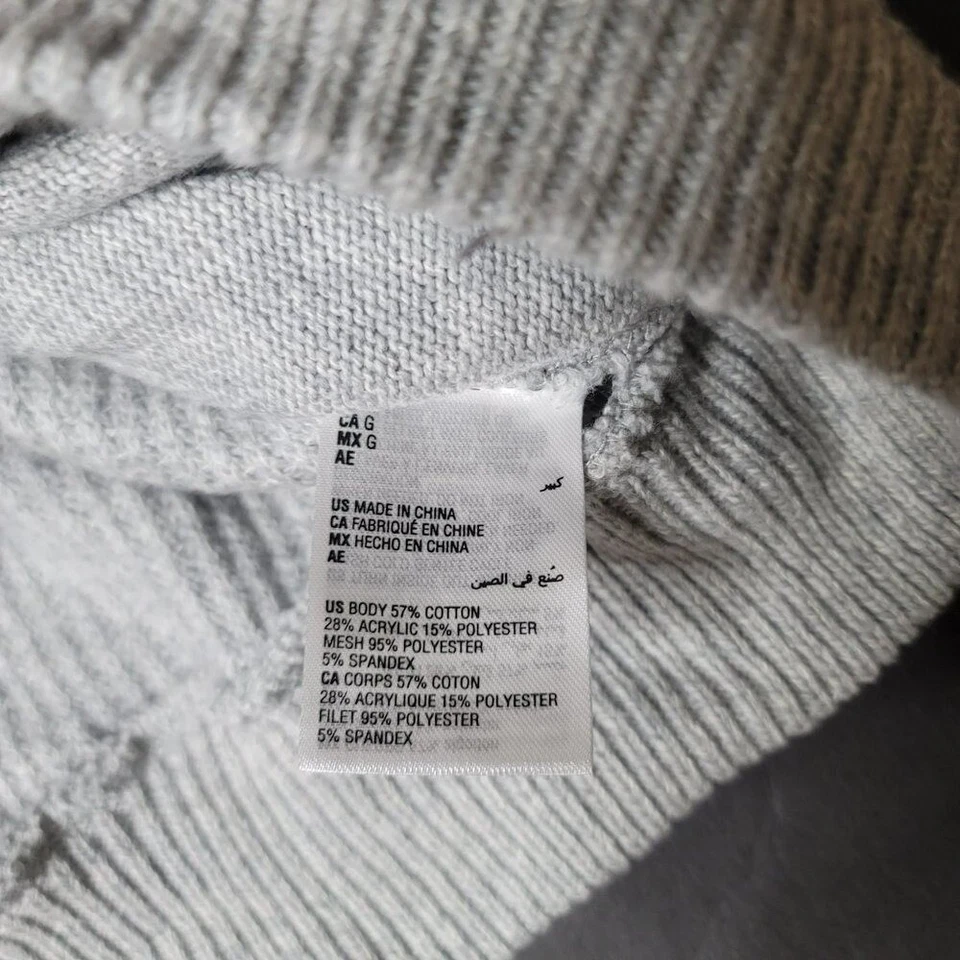 CA G
MX G
AE
كبير
US MADE IN CHINA
CA FABRIQUÉ EN CHINE
MX HECHO EN CHINA
AE
صُنع في الصين
US BODY 57% COTTON
28% ACRYLIC 15% POLYESTER
MESH 95% POLYESTER
5% SPANDEX
CA CORPS 57% COTON
28% ACRYLIQUE 15% POLYESTER
FILET 95% POLYESTER
5% SPANDEX